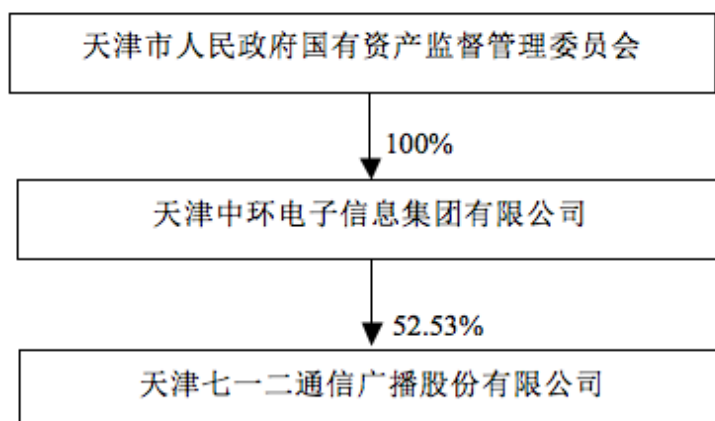 天津市人民政府国有资产监督管理委员会
100%
天津中环电子信息集团有限公司
52.53%
天津七一二通信广播股份有限公司